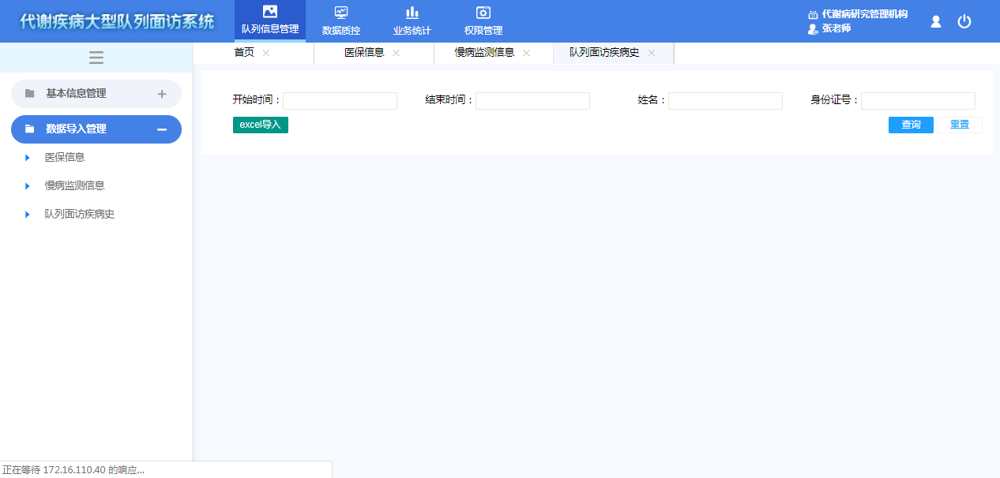 代谢疾病大型队列面访系统
队列信息管理
数据质控
业务统计
权限管理
代谢病研究管理机构
张老师
首页
医保信息
慢病监测信息
队列面访疾病史
基本信息管理
数据导入管理
医保信息
慢病监测信息
队列面访疾病史
开始时间：
结束时间：
姓名：
身份证号：
excel导入
查询
重置
正在等待 172.16.110.40 的响应...